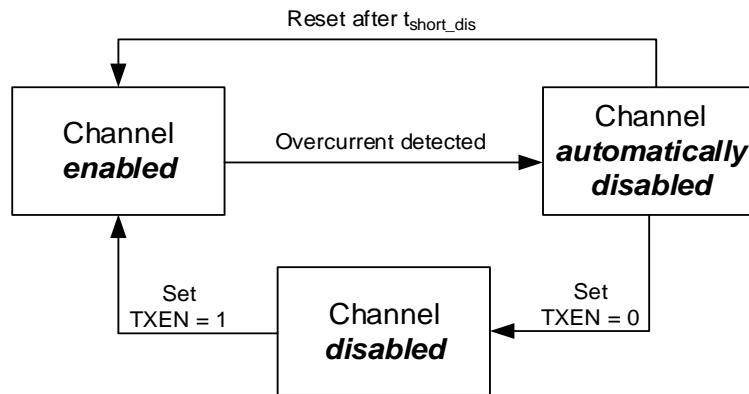 Reset after t_short_dis
Channel
enabled
Overcurrent detected
Channel
automatically
disabled
Set
TXEN = 1
Channel
disabled
Set
TXEN = 0